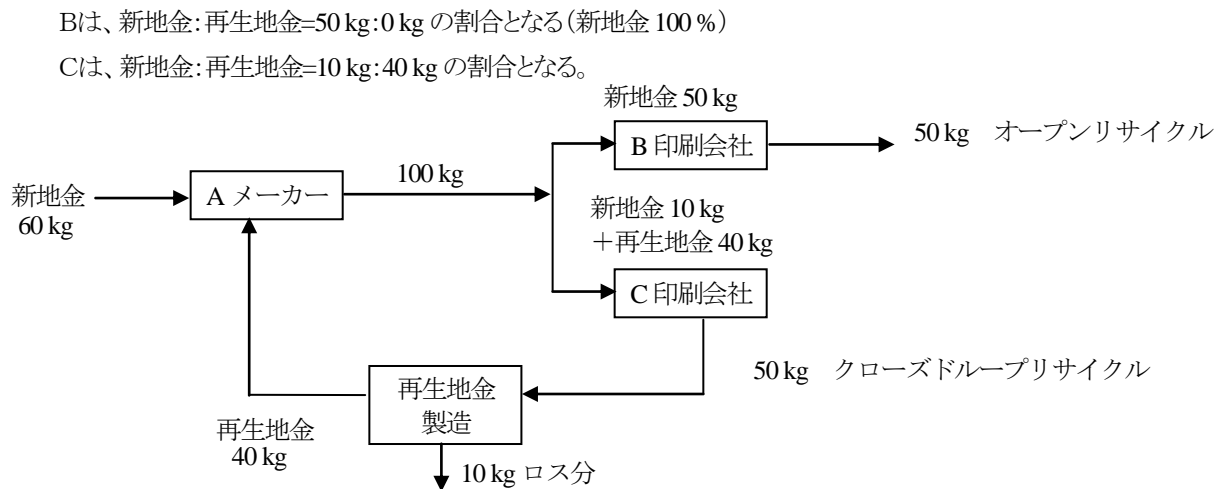 Bは、新地金:再生地金=50 kg:0 kg の割合となる(新地金 100 %)
Cは、新地金:再生地金=10 kg:40 kg の割合となる。
新地金 50 kg
B 印刷会社
50 kg オープンリサイクル
新地金
60 kg
A メーカー
100 kg
新地金 10 kg
+再生地金 40 kg
C 印刷会社
50 kg クローズドループリサイクル
再生地金
製造
再生地金
40 kg
10 kg ロス分